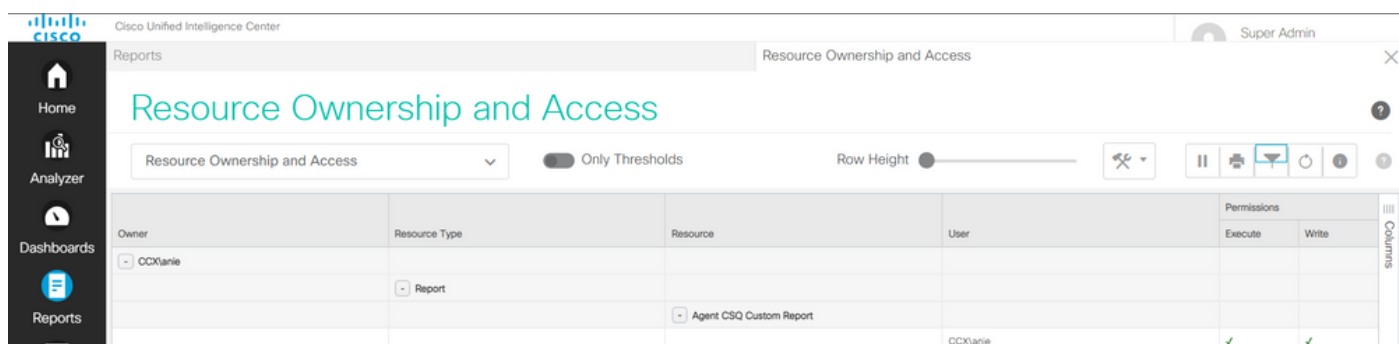 CISCO
Cisco Unified Intelligence Center
Super Admin
Reports
Resource Ownership and Access
Home
Resource Ownership and Access
?
Resource Ownership and Access
Only Thresholds
Row Height
?
Analyzer
Permissions
Owner
Resource Type
Resource
User
Execute
Write
Columns
Dashboards
- CCX\anie
- Report
Reports
- Agent CSQ Custom Report
CCX\anie
✓
✓